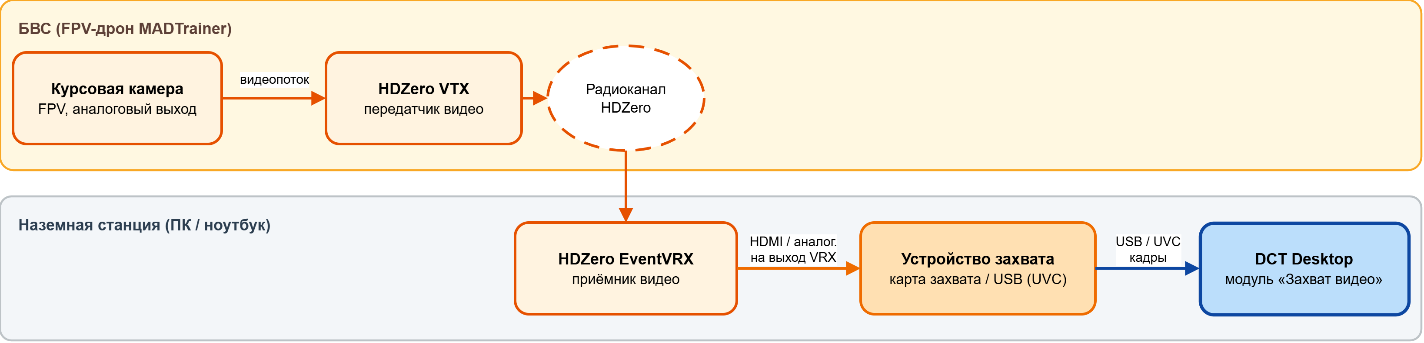 БВС (FPV-дрон MADTrainer)
Курсовая камера
FPV, аналоговый выход
видеопоток
HDZero VTX
передатчик видео
Радиоканал
HDZero
Наземная станция (ПК / ноутбук)
HDZero EventVRX
приёмник видео
HDMI / аналог.
на выход VRX
Устройство захвата
карта захвата / USB (UVC)
USB / UVC
кадры
DCT Desktop
модуль «Захват видео»